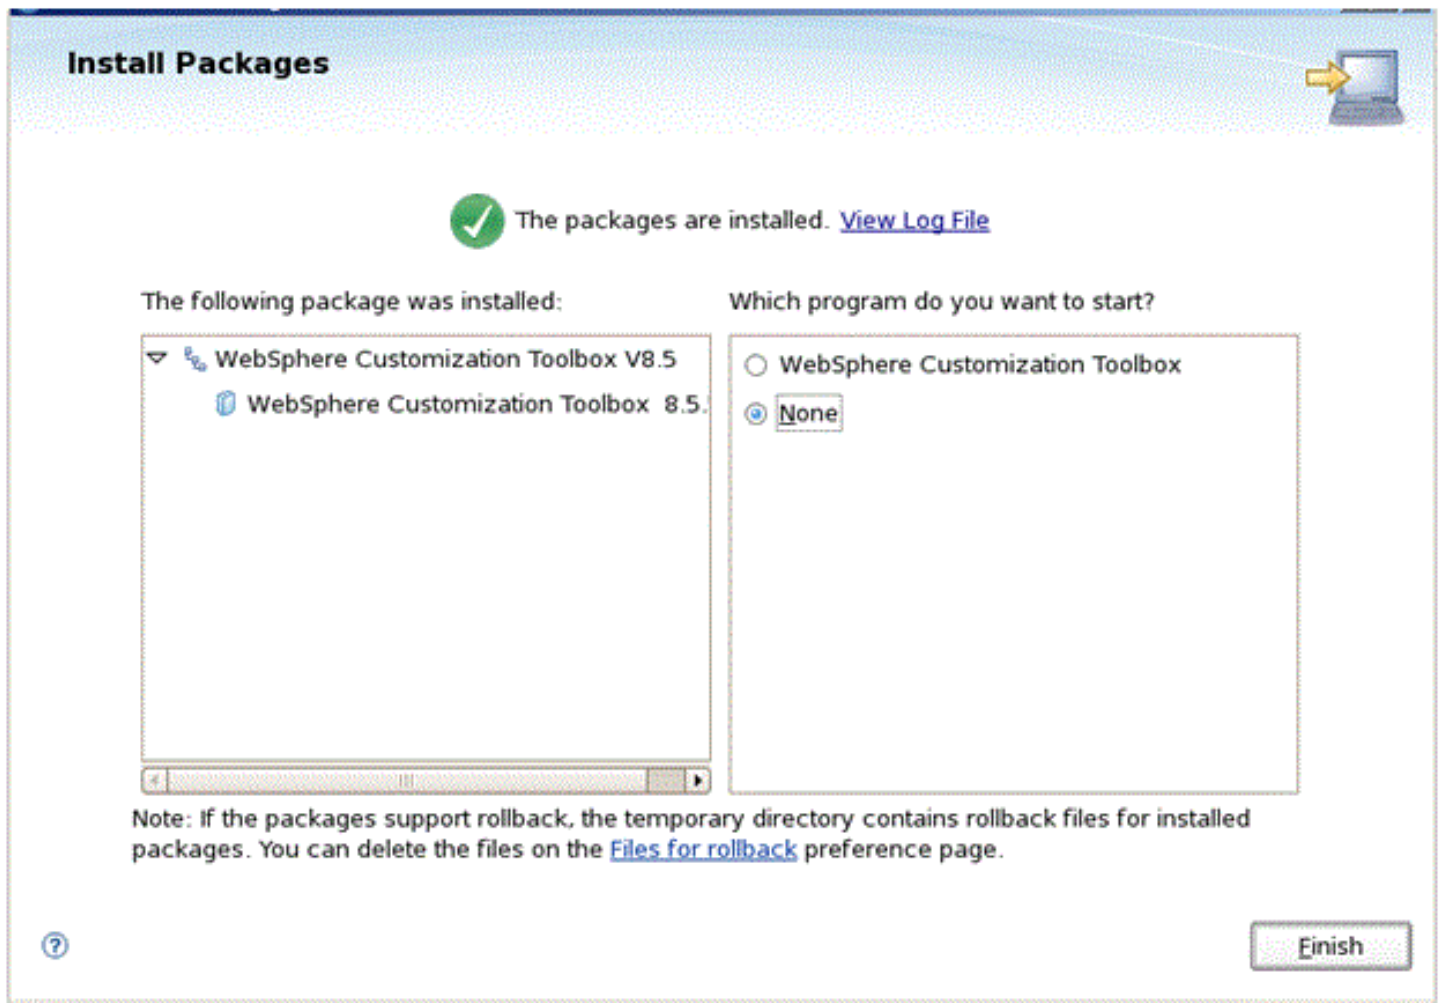 Install Packages
The packages are installed. View Log File
The following package was installed:
WebSphere Customization Toolbox V8.5
WebSphere Customization Toolbox 8.5.
Which program do you want to start?
WebSphere Customization Toolbox
None
Note: If the packages support rollback, the temporary directory contains rollback files for installed
packages. You can delete the files on the Files for rollback preference page.
?
Finish